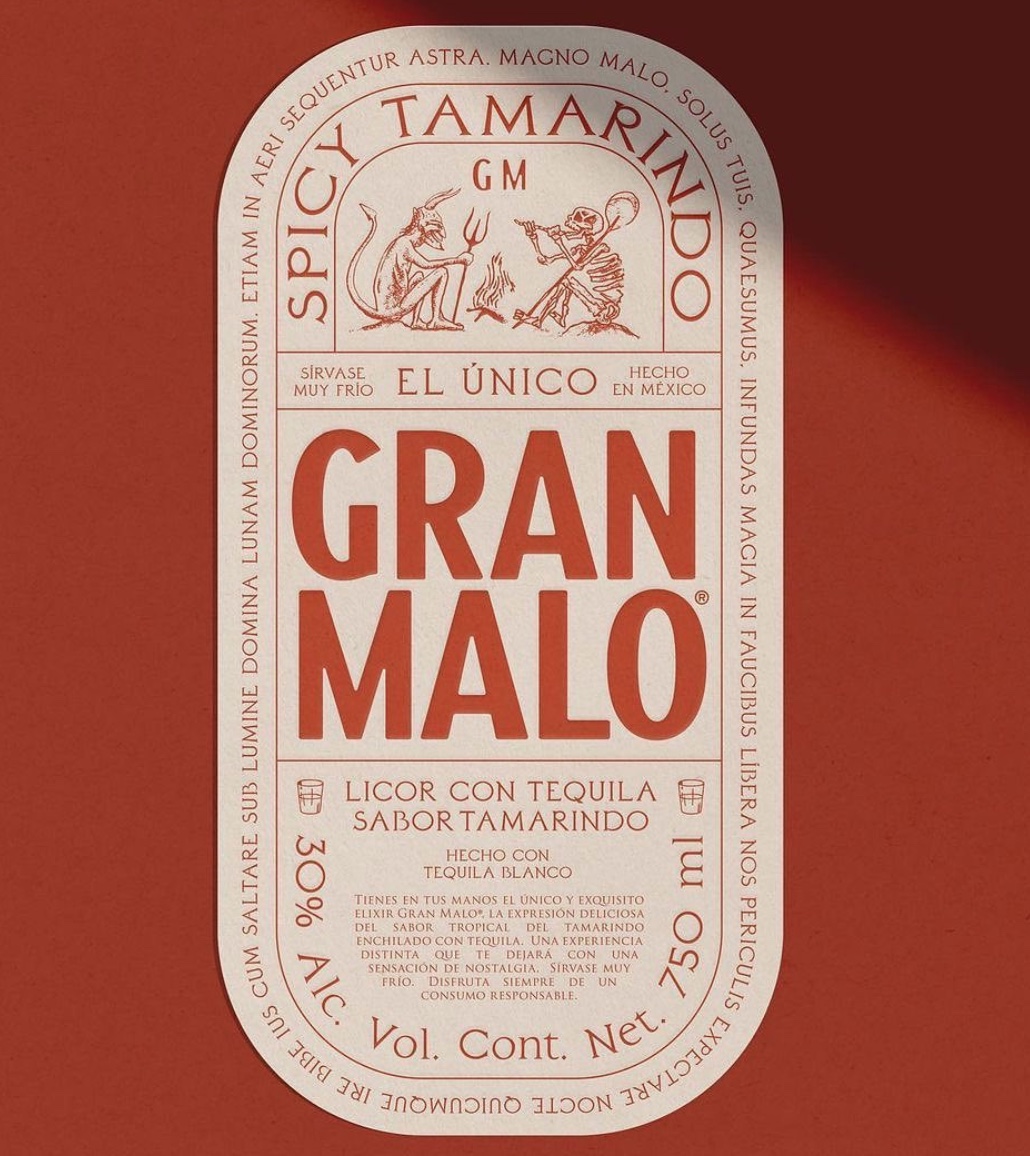 MAGNO MALO, SOLUS TUIS, QUAESUMUS, INFUNDAS MAGIA IN FAUCIBUS LÍBERA NOS PERICULIS EXPECTARE NOCTE QUICUMQUE IRE BIBE IUS CUM SALTARE SUB LUMINE DOMINA LUNAM DOMINORUM. ETIAM IN AERI SEQUENTUR ASTRA.
SPICY TAMARINDO
GM
SÍRVASE
MUY FRÍO
EL ÚNICO
HECHO
EN MÉXICO
GRAN
MALO®
LICOR CON TEQUILA
SABOR TAMARINDO
HECHO CON
TEQUILA BLANCO
Tienes en tus manos el único y exquisito
elixir Gran Malo®, la expresión deliciosa
del sabor tropical del tamarindo
enchilado con tequila. Una experiencia
distinta que te dejará con una
sensación de nostalgia. Sírvase muy
frío. Disfruta siempre de un
consumo responsable.
30% Alc. Vol. Cont. Net. 750 ml